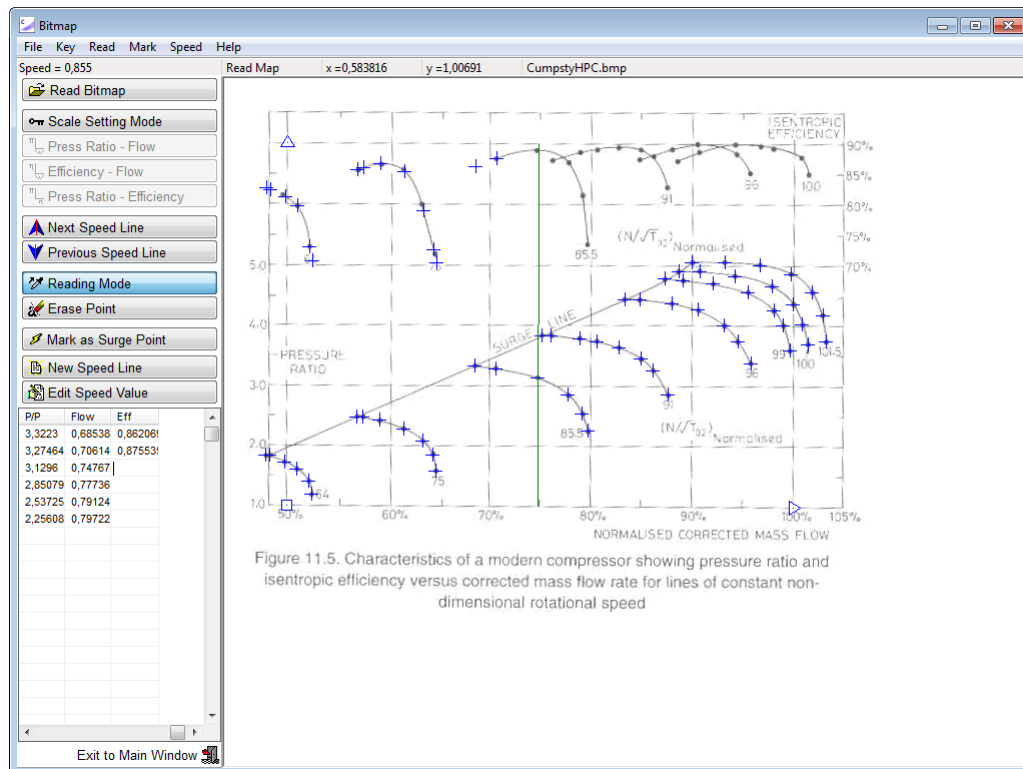 Bitmap
File Key Read Mark Speed Help
Speed = 0,855 Read Map x =0,583816 y =1,00691 CumpstyHPC.bmp
Read Bitmap
Scale Setting Mode
Press Ratio - Flow
Efficiency - Flow
Press Ratio - Efficiency
Next Speed Line
Previous Speed Line
Reading Mode
Erase Point
Mark as Surge Point
New Speed Line
Edit Speed Value
P/P Flow Eff
3,3223 0,68538 0,86206
3,27464 0,70614 0,87553
3,1296 0,74767
2,85079 0,77736
2,53725 0,79124
2,25608 0,79722
Exit to Main Window
ISENTROPIC
EFFICIENCY
90%
85%
80%
75%
70%
75
85.5
91
96
100
(N/√T02)Normalised
5.0
4.0
3.0
2.0
1.0
PRESSURE
RATIO
SURGE LINE
64
75
85.5
91
96
99
100
101.5
(N/√T02)Normalised
50% 60% 70% 80% 90% 100% 105%
NORMALISED CORRECTED MASS FLOW
Figure 11.5. Characteristics of a modern compressor showing pressure ratio and
isentropic efficiency versus corrected mass flow rate for lines of constant non-
dimensional rotational speed